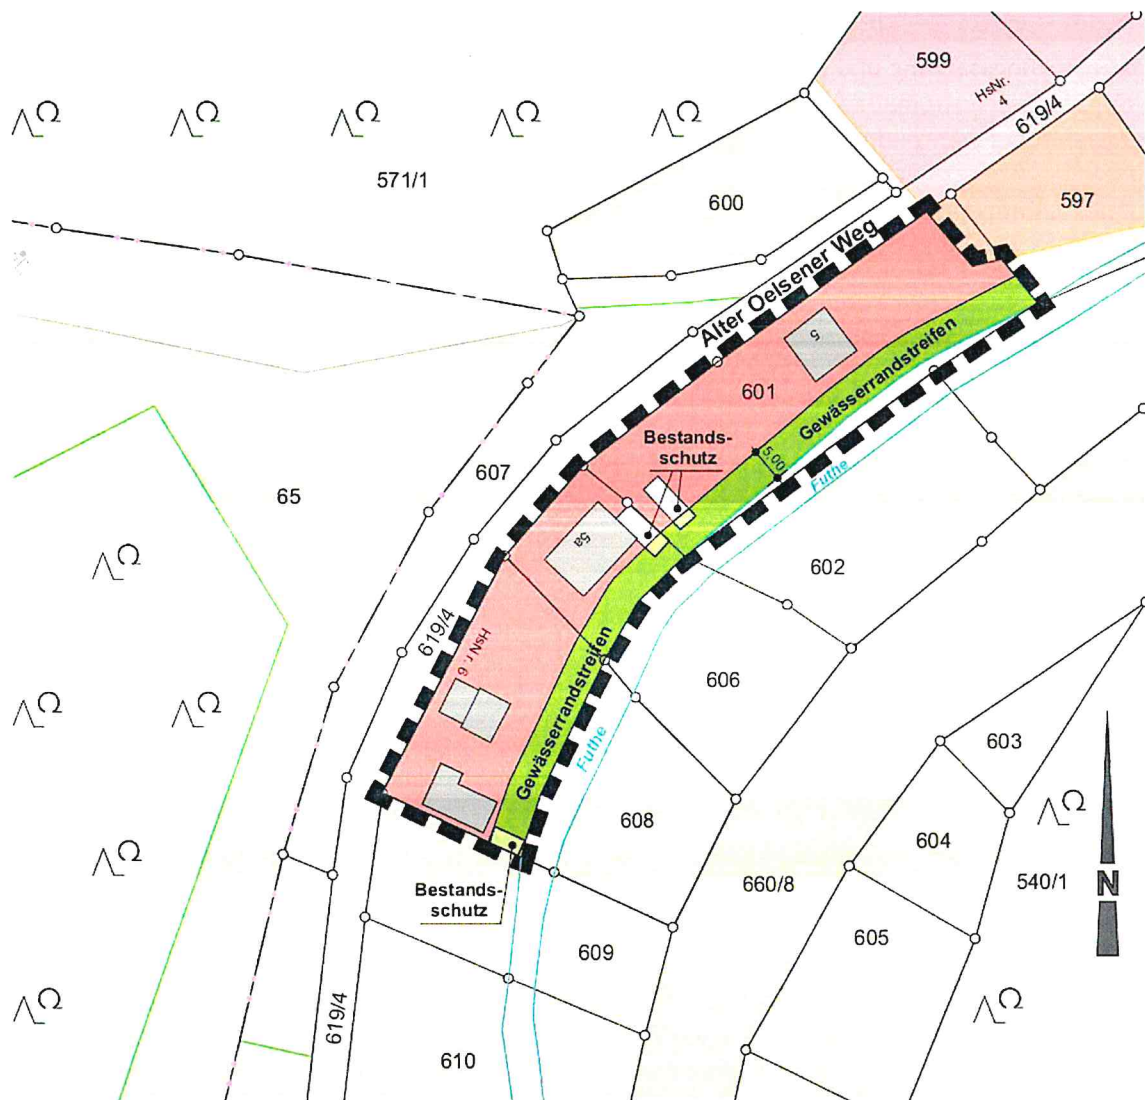 599
HsNr.
4
619/4
571/1
600
597
Alter Oelsener Weg
5
601
Gewässerrandstreifen
Bestands-
schutz
5,00
Futhe
607
65
5a
602
619/4
HsNr. 6
606
Gewässerrandstreifen
Futhe
603
608
604
660/8
540/1
Bestands-
schutz
N
605
609
619/4
610